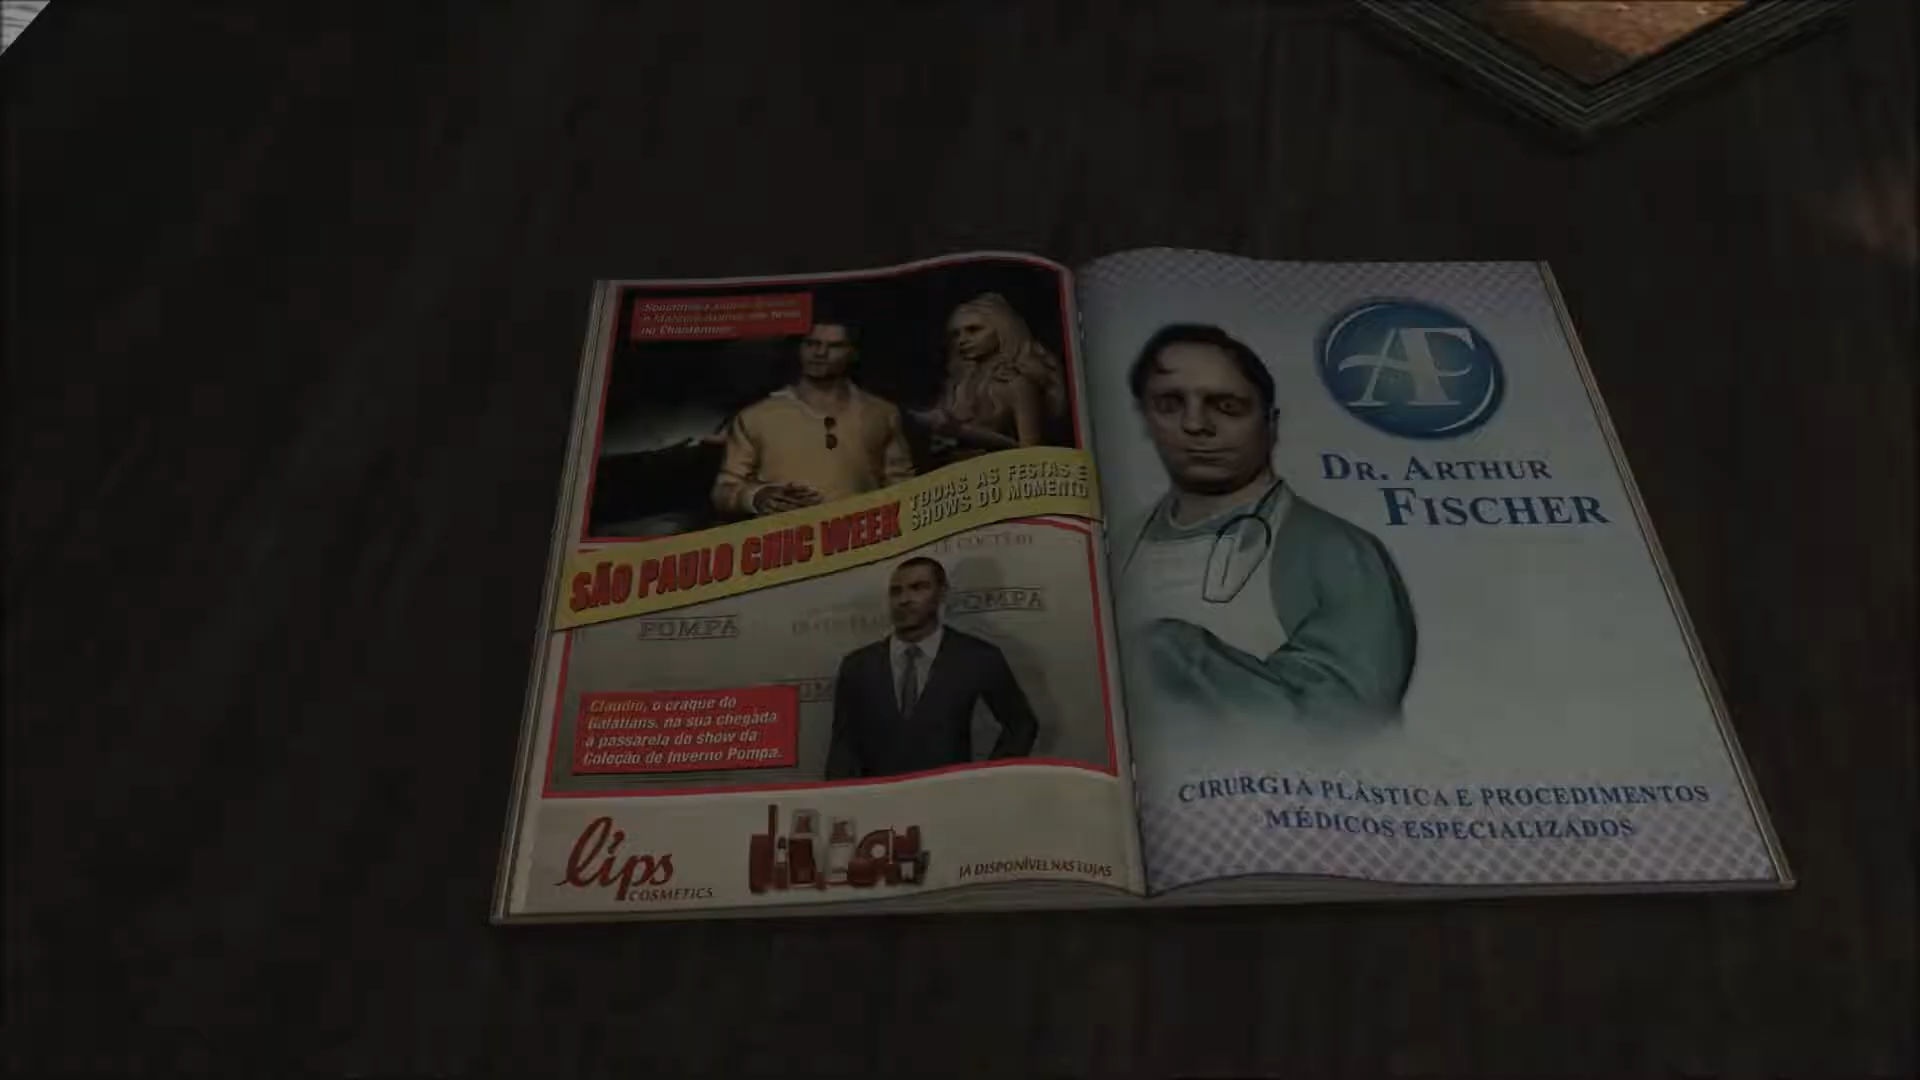 no Chardonnay
SÃO PAULO CHIC WEEK
TODAS AS FESTAS E
SHOWS DO MOMENTO
POMPA
POMPA
Claudio, o craque do
Galatians, na sua chegada
à passarela do show da
Coleção de Inverno Pompa.
lips
COSMETICS
JÁ DISPONÍVEL NAS LOJAS
AF
DR. ARTHUR
FISCHER
CIRURGIA PLÁSTICA E PROCEDIMENTOS
MÉDICOS ESPECIALIZADOS